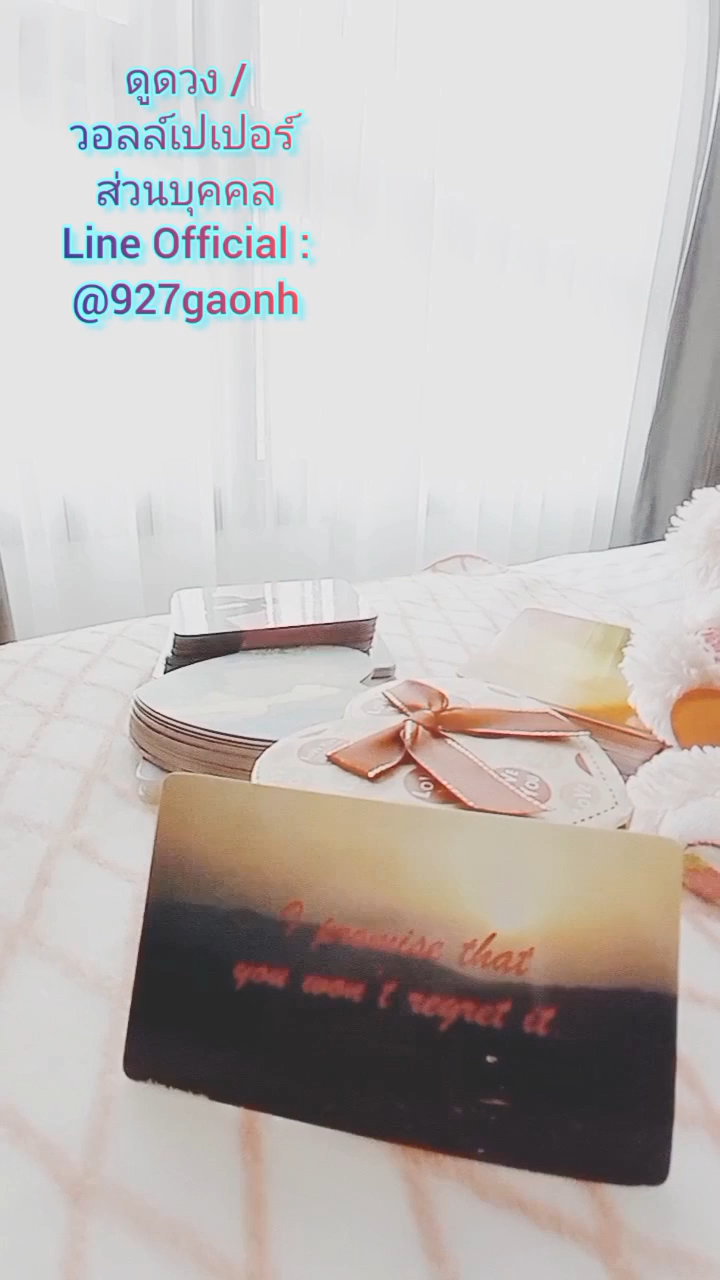 ดูดวง /
วอลล์เปเปอร์
ส่วนบุคคล
Line Official :
@927gaonh
I promise that
you won't regret it